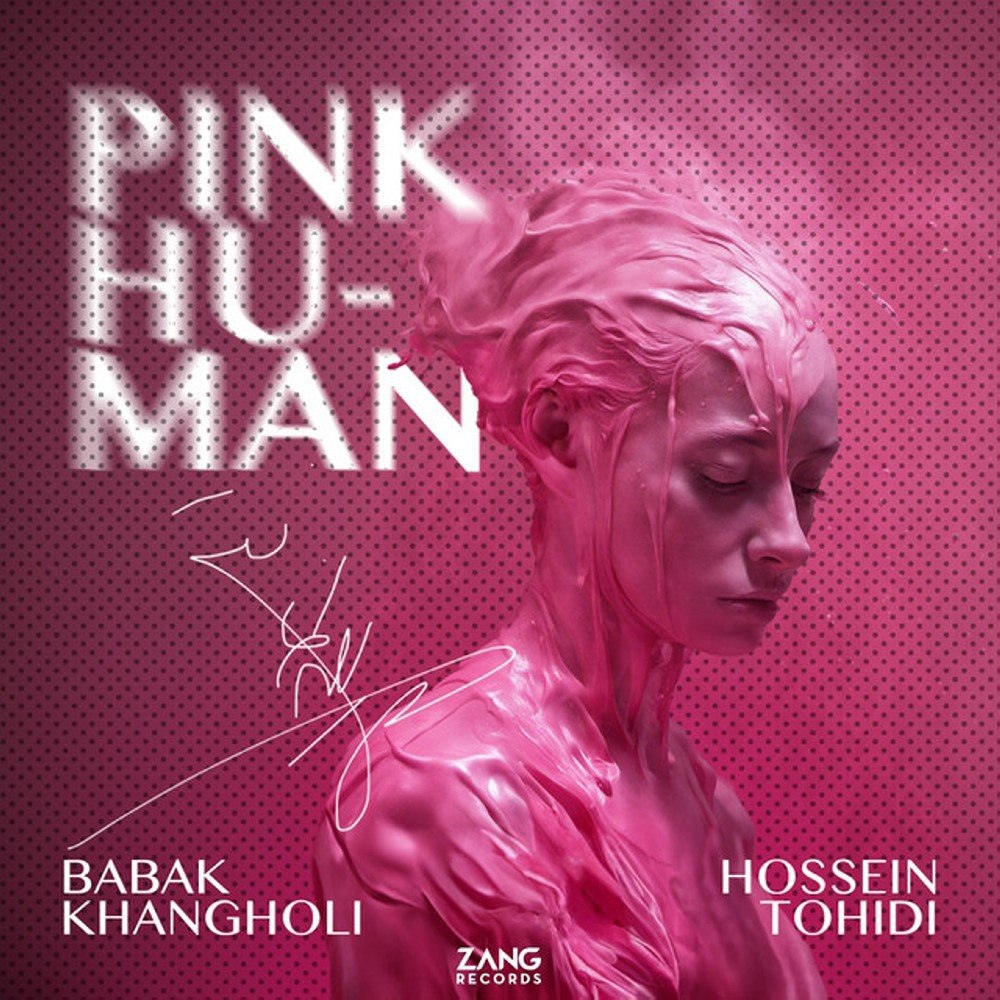 PINK
HU-
MAN
BABAK
KHANGHOLI
HOSSEIN
TOHIDI
ZANG
RECORDS